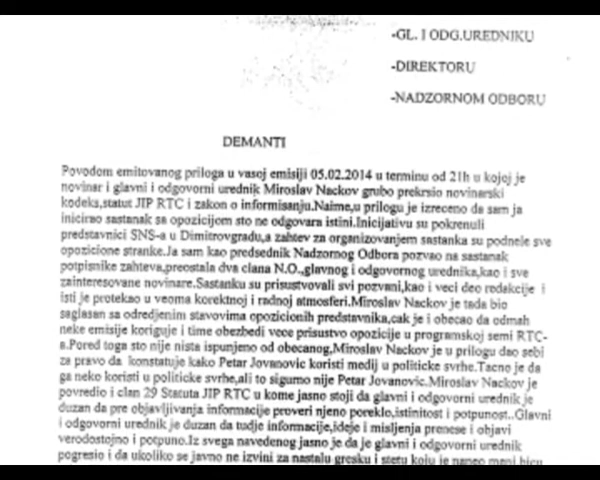 -GL. I ODG.UREDNIKU
-DIREKTORU
-NADZORNOM ODBORU
DEMANTI
Povodom emitovanog priloga u vasoj emisiji 05.02.2014 u terminu od 21h u kojoj je
novinar i glavni i odgovorni urednik Miroslav Nackov grubo prekrsio novinarski
kodeks,statut JIP RTC i zakon o informisanju.Naime,u prilogu je izreceno da sam ja
inicirao sastanak sa opozicijom sto ne odgovara istini.Inicijativu su pokrenuli
predstavnici SNS-a u Dimitrovgradu,a zahtev za organizovanjem sastanka su podnele sve
opozicione stranke.Ja sam kao predsednik Nadzornog Odbora pozvao na sastanak
potpisnike zahteva,preostala dva clana N.O.,glavnog i odgovornog urednika,kao i sve
zainteresovane novinare.Sastanku su prisustvovali svi pozvani,kao i veci deo redakcije i
isti je protekao u veoma korektnoj i radnoj atmosferi.Miroslav Nackov je tada bio
saglasan sa odredjenim stavovima opozicionih predstavnika,cak je i obecao da odmah
neke emisije koriguje i time obezbedi vece prisustvo opozicije u programskoj semi RTC-
a.Pored toga sto nije nista ispunjeno od obecanog,Miroslav Nackov je u prilogu dao sebi
za pravo da konstatuje kako Petar Jovanovic koristi medij u politicke svrhe.Tacno je da
ga neko koristi u politicke svrhe,ali to sigurno nije Petar Jovanovic.Miroslav Nackov je
povredio i clan 29 Statuta JIP RTC u kome jasno stoji da glavni i odgovorni urednik je
duzan da pre objavljivanja informacije proveri njeno poreklo,istinitost i potpunost..Glavni
i odgovorni urednik je duzan da tudje informacije,ideje i misljenja prenese i objavi
verodostojno i potpuno.Iz svega navedenog jasno je da je glavni i odgovorni urednik
pogresio i da ukoliko se javno ne izvini za nastalu gresku i stetu koju je naneo meni